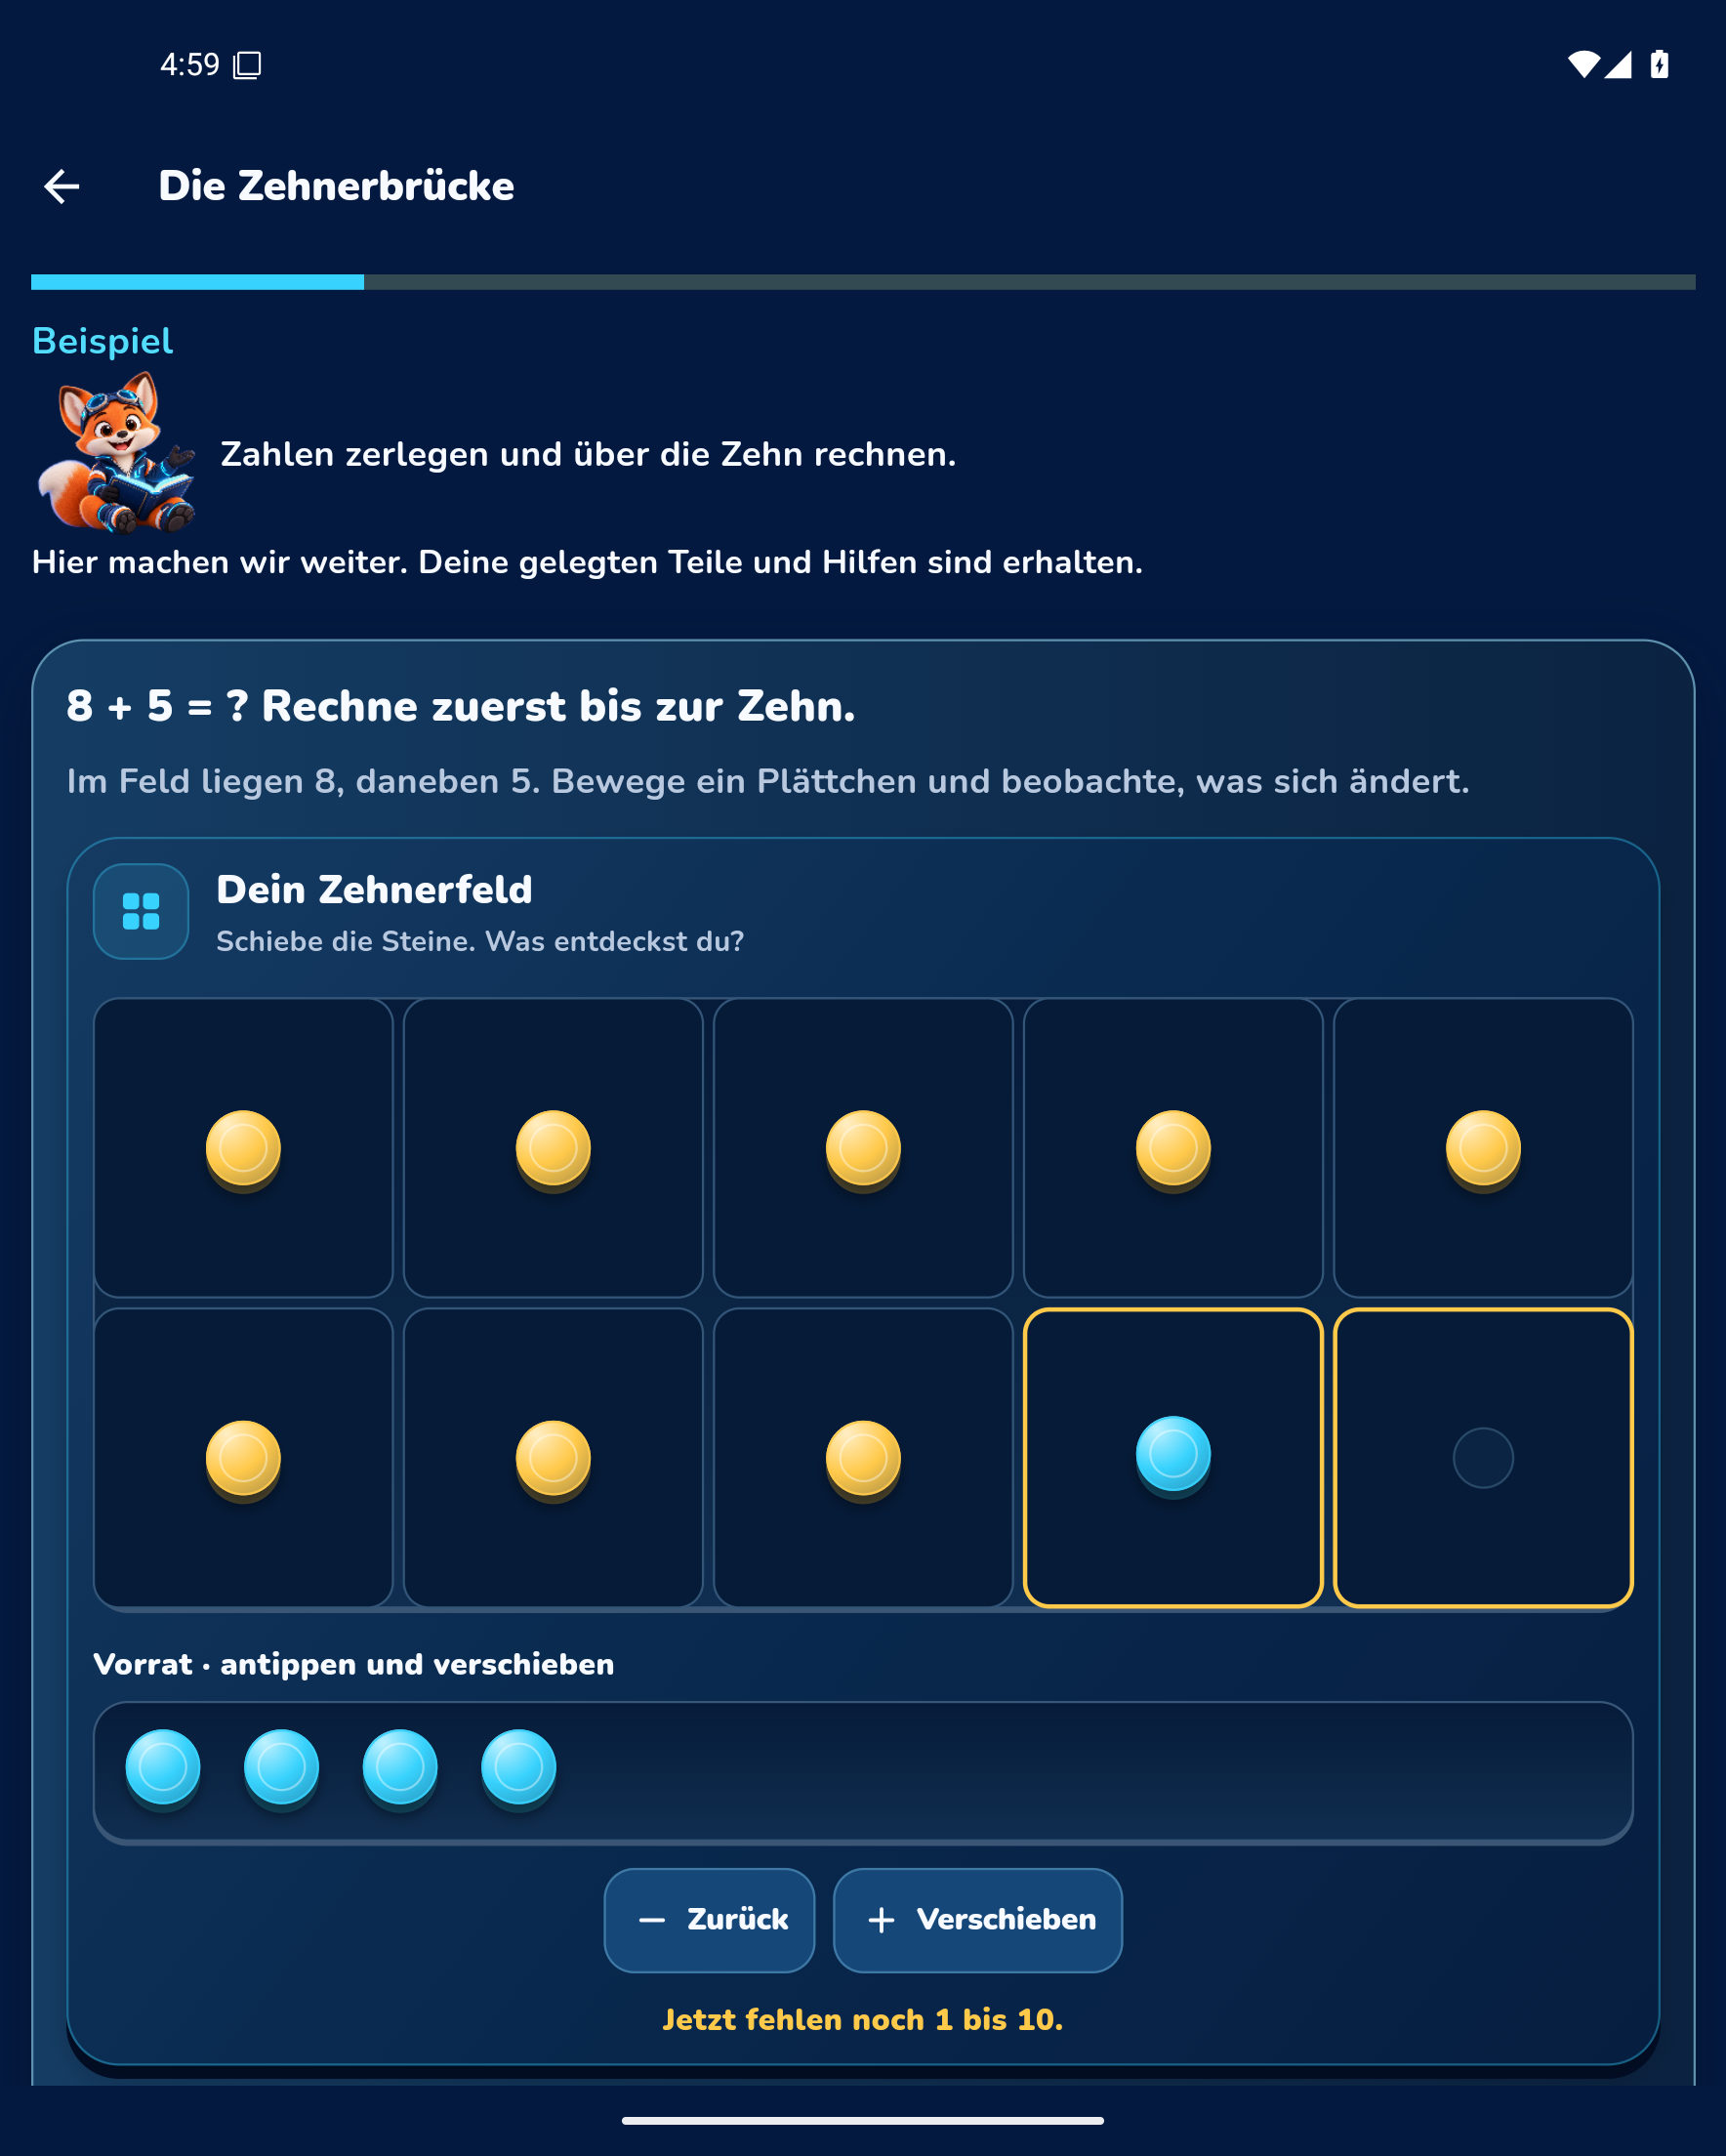 4:59
Die Zehnerbrücke
Beispiel
Zahlen zerlegen und über die Zehn rechnen.
Hier machen wir weiter. Deine gelegten Teile und Hilfen sind erhalten.
8 + 5 = ? Rechne zuerst bis zur Zehn.
Im Feld liegen 8, daneben 5. Bewege ein Plättchen und beobachte, was sich ändert.
Dein Zehnerfeld
Schiebe die Steine. Was entdeckst du?
Vorrat · antippen und verschieben
− Zurück
+ Verschieben
Jetzt fehlen noch 1 bis 10.